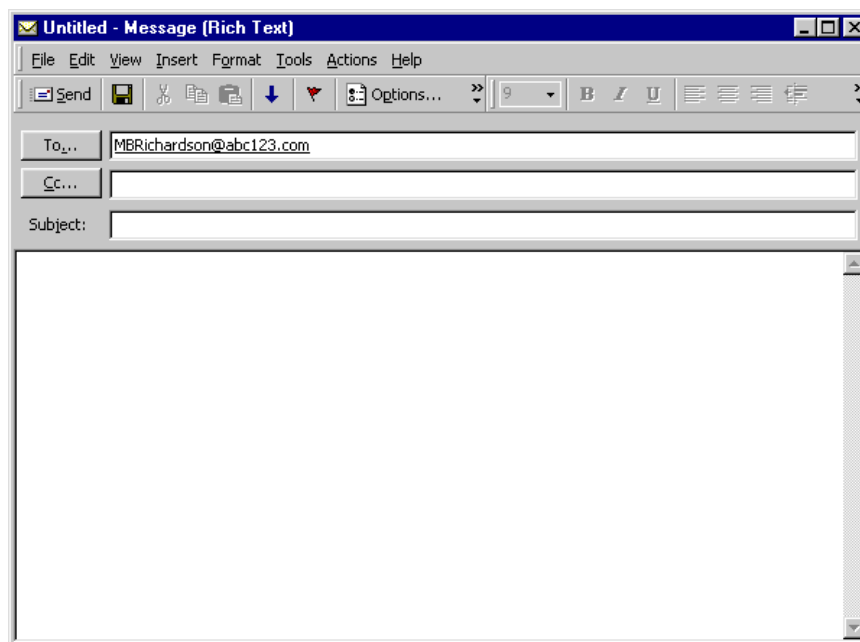 Untitled - Message (Rich Text)
File Edit View Insert Format Tools Actions Help
Send Options... 9 B I U
To... MBRichardson@abc123.com
Cc...
Subject: